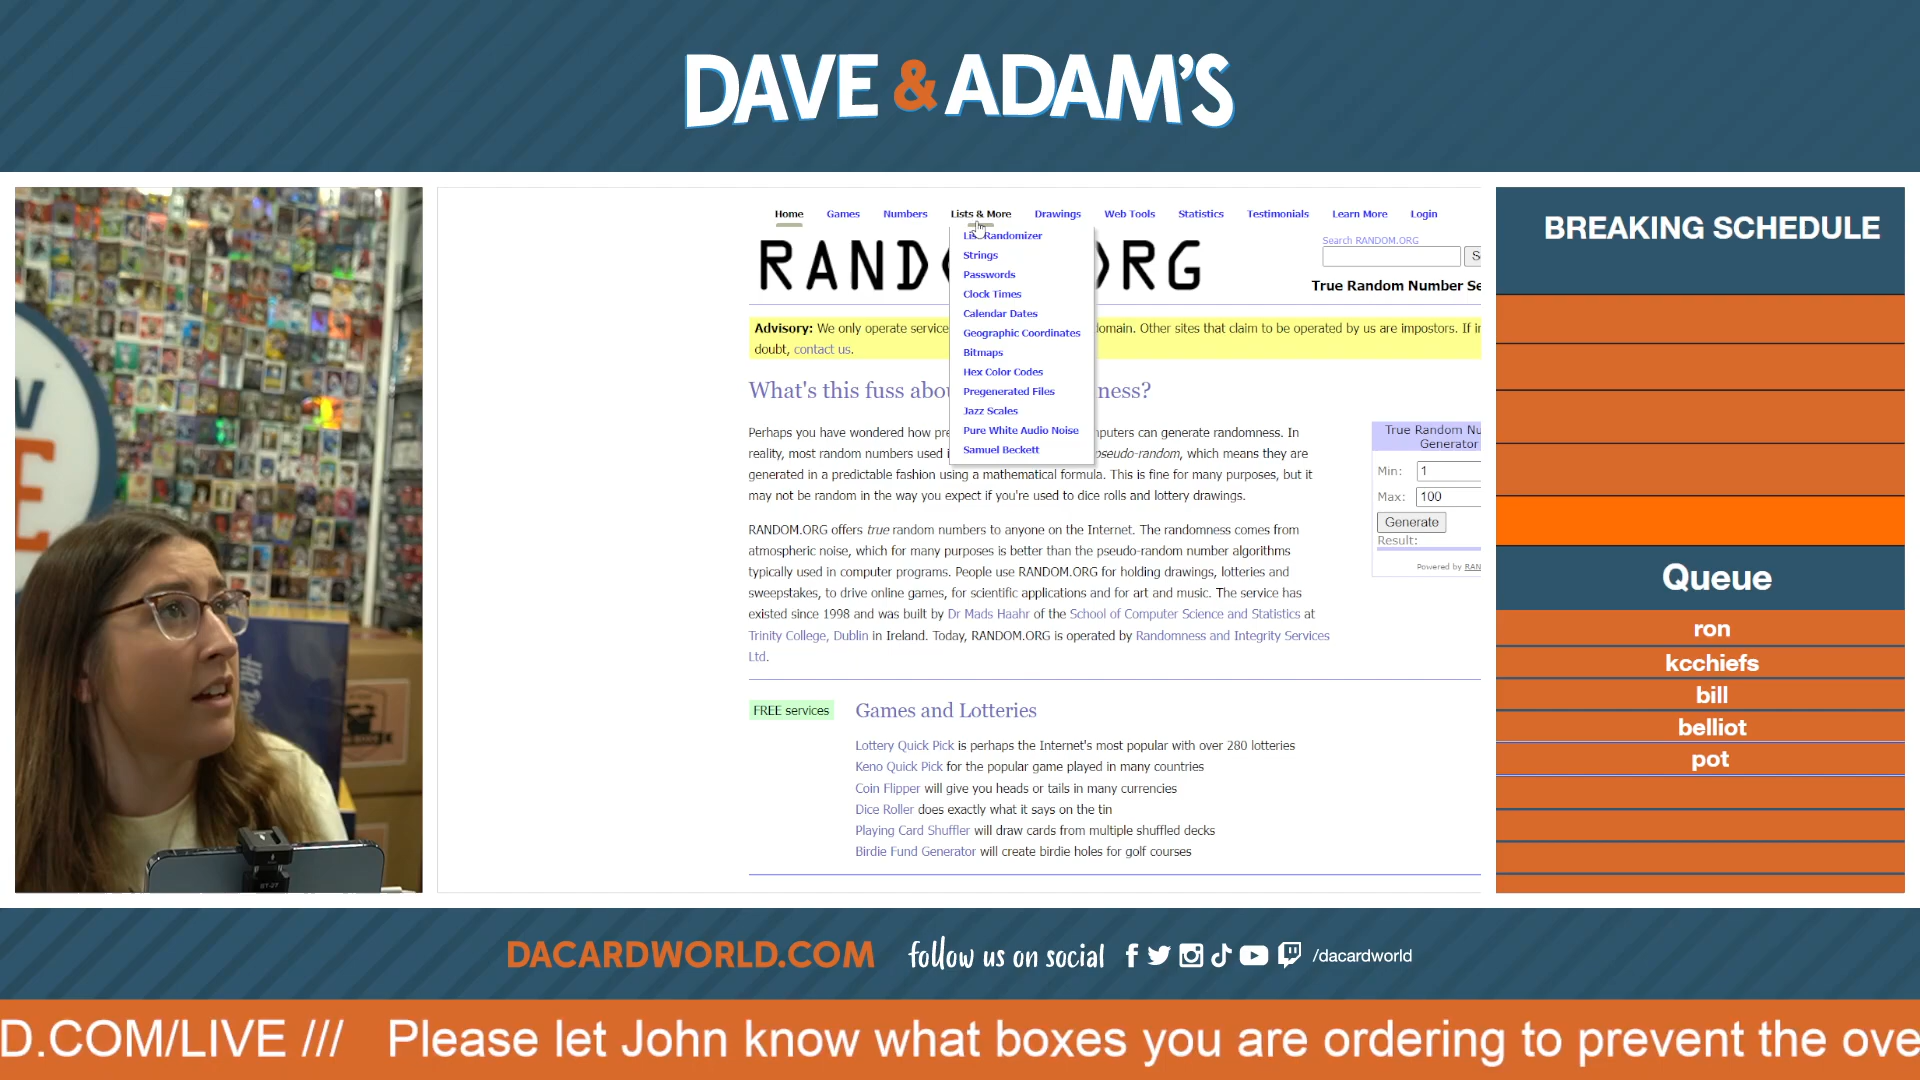 DAVE & ADAM'S
Home Games Numbers Lists & More Drawings Web Tools Statistics Testimonials Learn More Login
List Randomizer
Strings
Passwords
Clock Times
Calendar Dates
Geographic Coordinates
Bitmaps
Hex Color Codes
Pregenerated Files
Jazz Scales
Pure White Audio Noise
Samuel Beckett
Search RANDOM.ORG
True Random Number Se
Advisory: We only operate service domain. Other sites that claim to be operated by us are impostors. If in
doubt, contact us.
What's this fuss abou ness?
Perhaps you have wondered how pre puters can generate randomness. In
reality, most random numbers used i pseudo-random, which means they are
generated in a predictable fashion using a mathematical formula. This is fine for many purposes, but it
may not be random in the way you expect if you're used to dice rolls and lottery drawings.
RANDOM.ORG offers true random numbers to anyone on the Internet. The randomness comes from
atmospheric noise, which for many purposes is better than the pseudo-random number algorithms
typically used in computer programs. People use RANDOM.ORG for holding drawings, lotteries and
sweepstakes, to drive online games, for scientific applications and for art and music. The service has
existed since 1998 and was built by Dr Mads Haahr of the School of Computer Science and Statistics at
Trinity College, Dublin in Ireland. Today, RANDOM.ORG is operated by Randomness and Integrity Services
Ltd.
True Random Nu
Generator
Min: 1
Max: 100
Generate
Result:
Powered by RAN
FREE services
Games and Lotteries
Lottery Quick Pick is perhaps the Internet's most popular with over 280 lotteries
Keno Quick Pick for the popular game played in many countries
Coin Flipper will give you heads or tails in many currencies
Dice Roller does exactly what it says on the tin
Playing Card Shuffler will draw cards from multiple shuffled decks
Birdie Fund Generator will create birdie holes for golf courses
BREAKING SCHEDULE
Queue
ron
kcchiefs
bill
belliot
pot
DACARDWORLD.COM follow us on social /dacardworld
D.COM/LIVE /// Please let John know what boxes you are ordering to prevent the ove